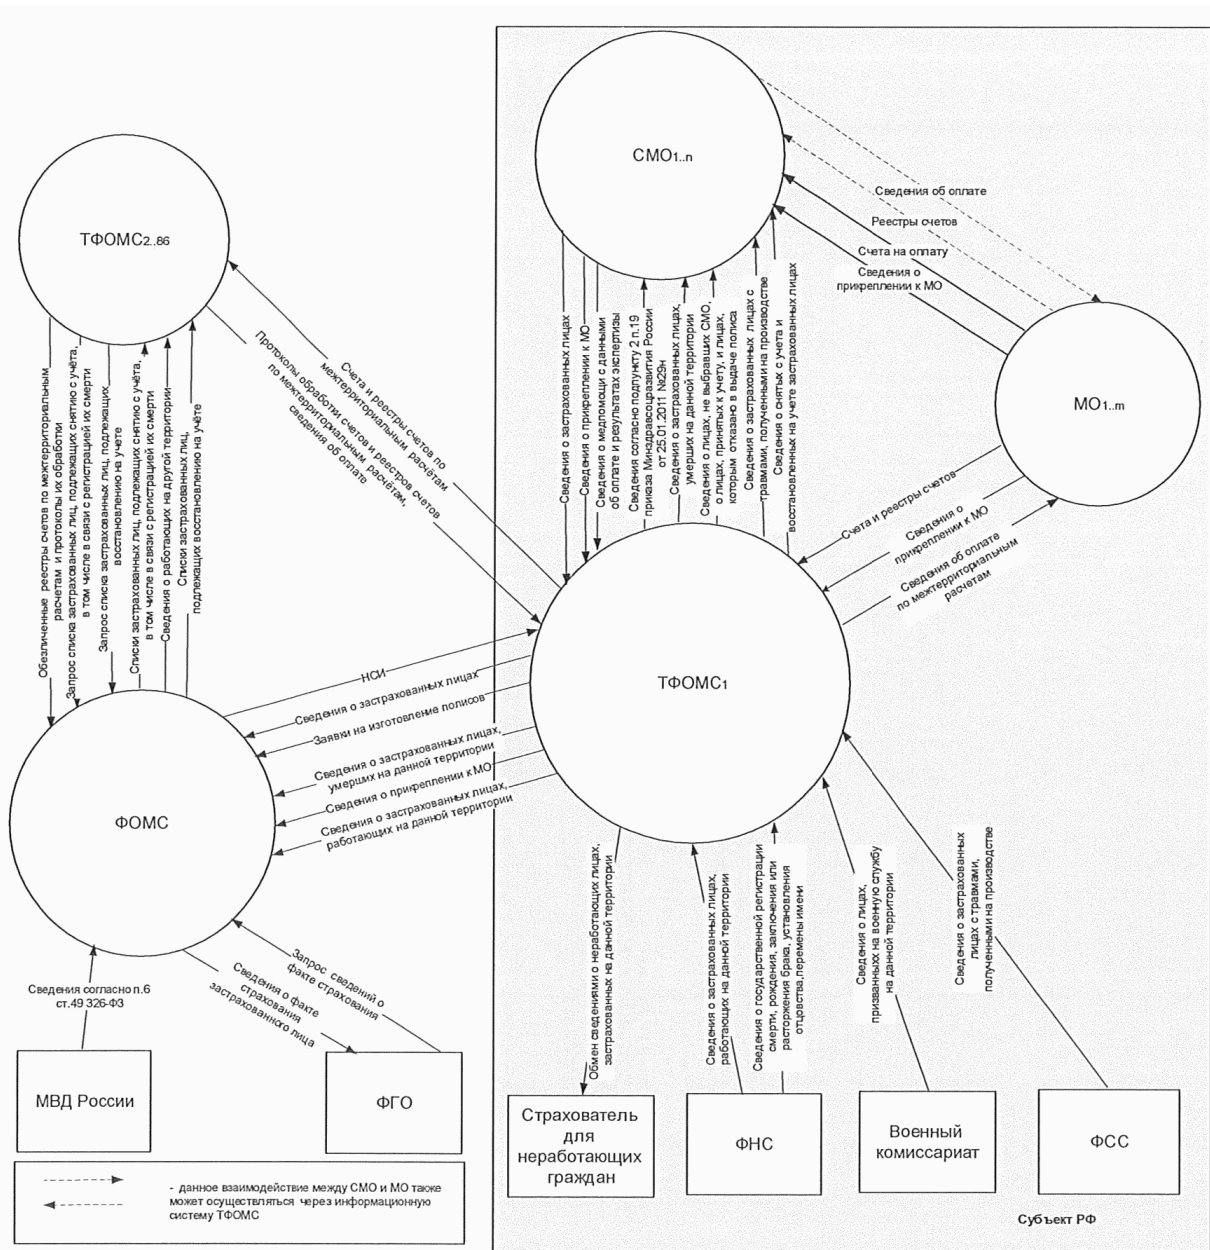 СМО1..n
ТФОМС2..86
Сведения об оплате
Реестры счетов
Счета на оплату
Сведения о
прикреплении к МО
МО1..m
Обезличенные реестры счетов по межтерриториальным
расчетам и протоколы их обработки
Запрос списка застрахованных лиц, подлежащих снятию с учёта,
в том числе в связи с регистрацией их смерти
Запрос списка застрахованных лиц, подлежащих
восстановлению на учете
Списки застрахованных лиц, подлежащих снятию с учёта,
в том числе в связи с регистрацией их смерти
Сведения о работающих на другой территории
Списки застрахованных лиц,
подлежащих восстановлению на учёте
Счета и реестры счетов по
межтерриториальным расчётам
Протоколы обработки счетов и реестров счетов
по межтерриториальным расчётам,
сведения об оплате
Сведения о застрахованных лицах
Сведения о прикреплении к МО
Сведения о медпомощи с данными
об оплате и результатах экспертизы
Сведения согласно подпункту 2 п.19
приказа Минздравсоцразвития России
от 25.01.2011 №29н
Сведения о застрахованных лицах,
умерших на данной территории
Сведения о лицах, не выбравших СМО,
о лицах, принятых к учету, и лицах,
которым отказано в выдаче полиса
Сведения о застрахованных лицах с
травмами, полученными на производстве
Сведения о снятых с учета и
восстановленных на учете застрахованных лицах
Счета и реестры счетов
Сведения о
прикреплении к МО
Сведения об оплате
по межтерриториальным
расчетам
ТФОМС1
НСИ
Сведения о застрахованных лицах
Заявки на изготовление полисов
Сведения о застрахованных лицах,
умерших на данной территории
Сведения о прикреплении к МО
Сведения о застрахованных лицах,
работающих на данной территории
ФОМС
Сведения согласно п.6
ст.49 326-ФЗ
Запрос сведений о
факте страхования
Сведения о факте
страхования
застрахованного лица
Обмен сведениями о неработающих лицах,
застрахованных на данной территории
Сведения о застрахованных лицах,
работающих на данной территории
Сведения о государственной регистрации
смерти, рождения, заключения или
расторжения брака, установления
отцовства,перемены имени
Сведения о лицах,
призванныхх на военную службу
на данной территории
Сведения о застрахованных
лицах с травмами,
полученными на производстве
МВД России
ФГО
Страхователь
для
неработающих
граждан
ФНС
Военный
комиссариат
ФСС
- данное взаимодействие между СМО и МО также
может осуществляться через информационную
систему ТФОМС
Субъект РФ